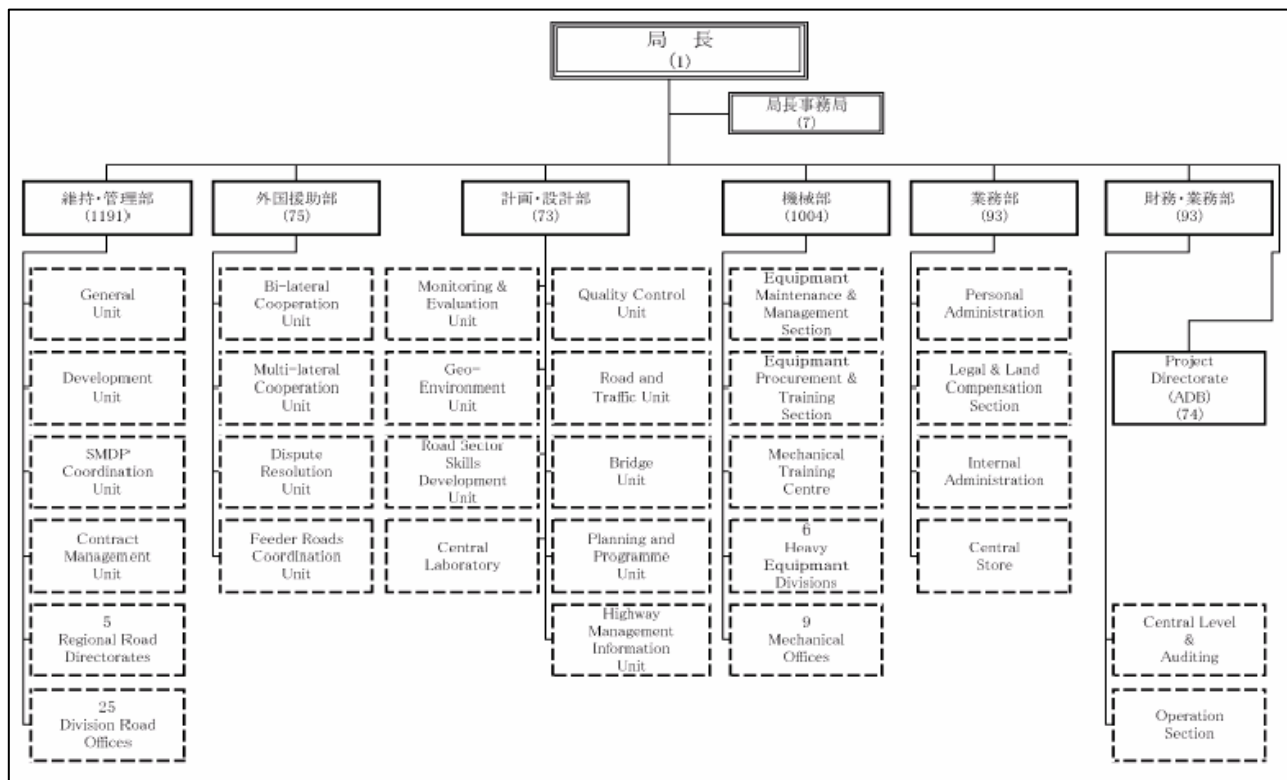 局 長
(1)
局長事務局
(7)
維持・管理部
(1191)
外国援助部
(75)
計画・設計部
(73)
機械部
(1004)
業務部
(93)
財務・業務部
(93)
General
Unit
Development
Unit
SMDP
Coordination
Unit
Contract
Management
Unit
5
Regional Road
Directorates
25
Division Road
Offices
Bi-lateral
Cooperation
Unit
Multi-lateral
Cooperation
Unit
Dispute
Resolution
Unit
Feeder Roads
Coordination
Unit
Monitoring &
Evaluation
Unit
Geo-
Environment
Unit
Road Sector
Skills
Development
Unit
Central
Laboratory
Quality Control
Unit
Road and
Traffic Unit
Bridge
Unit
Planning and
Programme
Unit
Highway
Management
Information
Unit
Equipmant
Maintenance &
Management
Section
Equipmant
Procurement &
Training
Section
Mechanical
Training
Centre
6
Heavy
Equipmant
Divisions
9
Mechanical
Offices
Personal
Administration
Legal & Land
Compensation
Section
Internal
Administration
Central
Store
Project
Directorate
(ADB)
(74)
Central Level
&
Auditing
Operation
Section